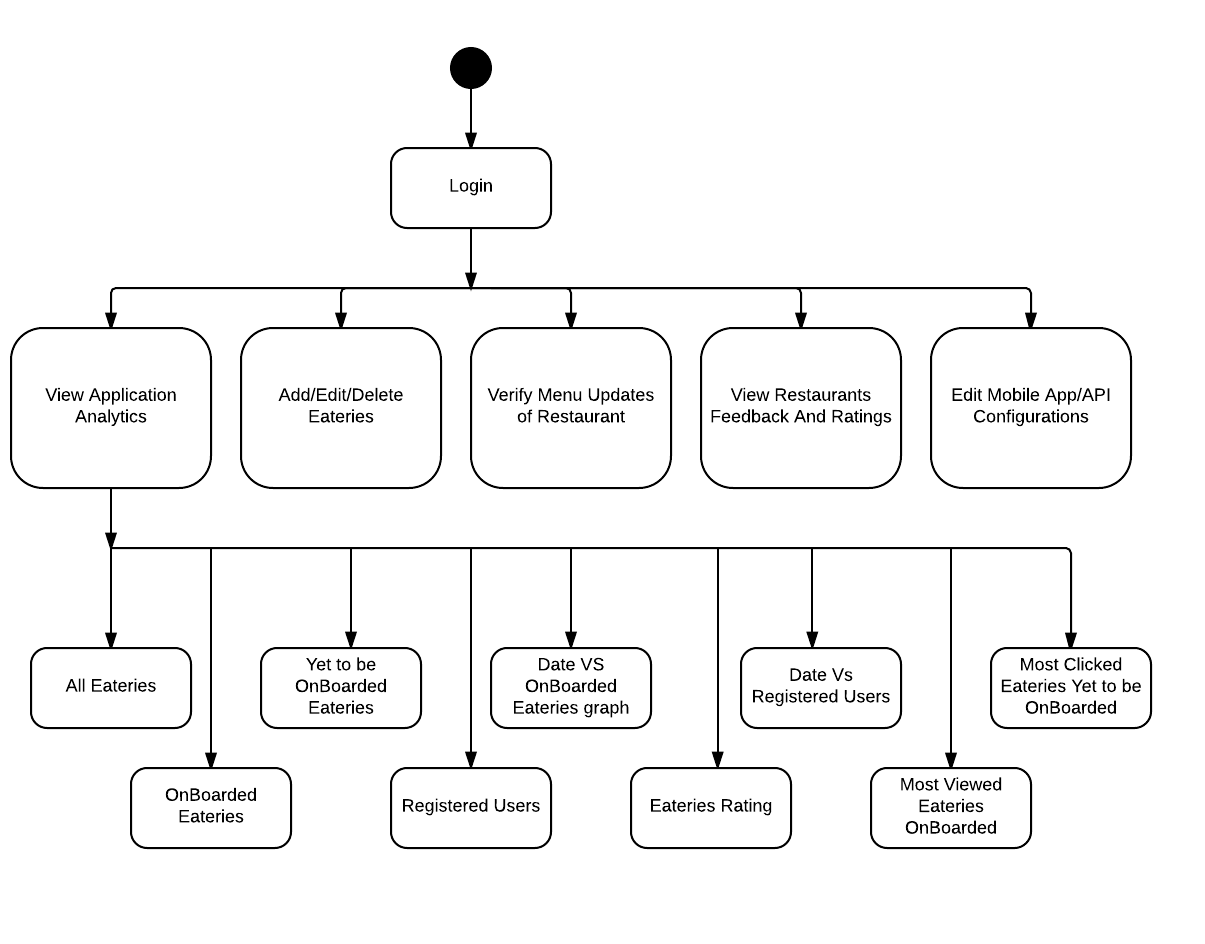 Login
View Application
Analytics
Add/Edit/Delete
Eateries
Verify Menu Updates
of Restaurant
View Restaurants
Feedback And Ratings
Edit Mobile App/API
Configurations
All Eateries
Yet to be
OnBoarded
Eateries
Date VS
OnBoarded
Eateries graph
Date Vs
Registered Users
Most Clicked
Eateries Yet to be
OnBoarded
OnBoarded
Eateries
Registered Users
Eateries Rating
Most Viewed
Eateries
OnBoarded